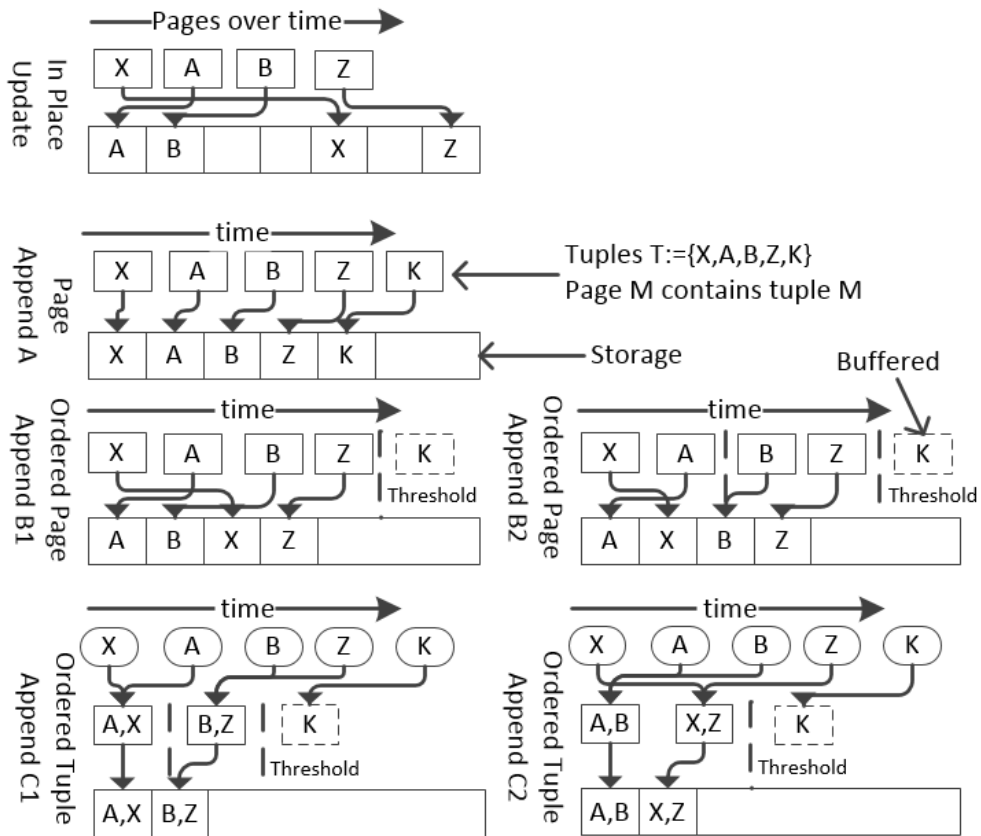 Pages over time
In Place
Update
X A B Z
A B X Z
time
Page
Append A
X A B Z K
Tuples T:={X,A,B,Z,K}
Page M contains tuple M
X A B Z K
Storage
Buffered
Ordered Page
Append B1
time
X A B Z K
Threshold
A B X Z
Ordered Page
Append B2
time
X A B Z K
Threshold
A X B Z
Ordered Tuple
Append C1
time
X A B Z K
A,X B,Z K
Threshold
A,X B,Z
Ordered Tuple
Append C2
time
X A B Z K
A,B X,Z K
Threshold
A,B X,Z